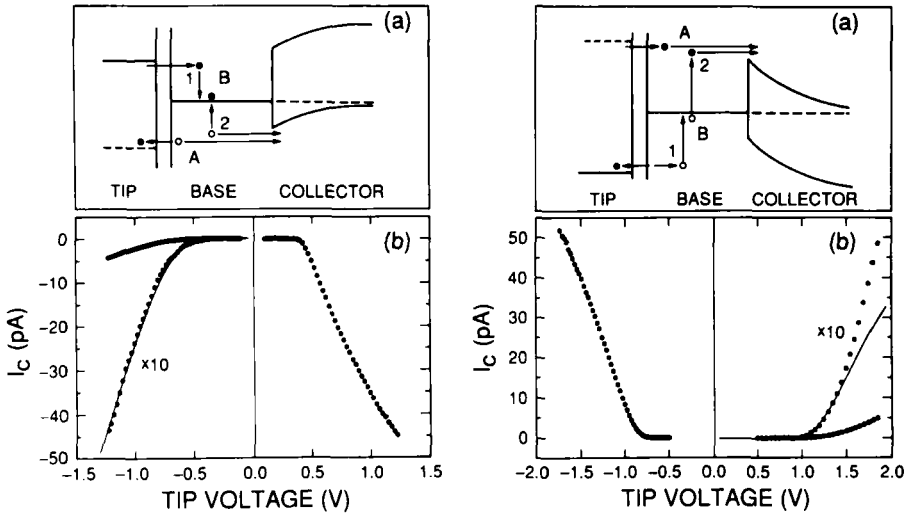 (a)
A
B
1
2
TIP BASE COLLECTOR
(b)
I_C (pA)
0
−10
−20
−30
−40
−50
×10
−1.5 −1.0 −0.5 0.0 0.5 1.0 1.5
TIP VOLTAGE (V)
(a)
A
B
1
2
TIP BASE COLLECTOR
(b)
I_C (pA)
50
40
30
20
10
0
×10
−2.0 −1.5 −1.0 −0.5 0.0 0.5 1.0 1.5 2.0
TIP VOLTAGE (V)